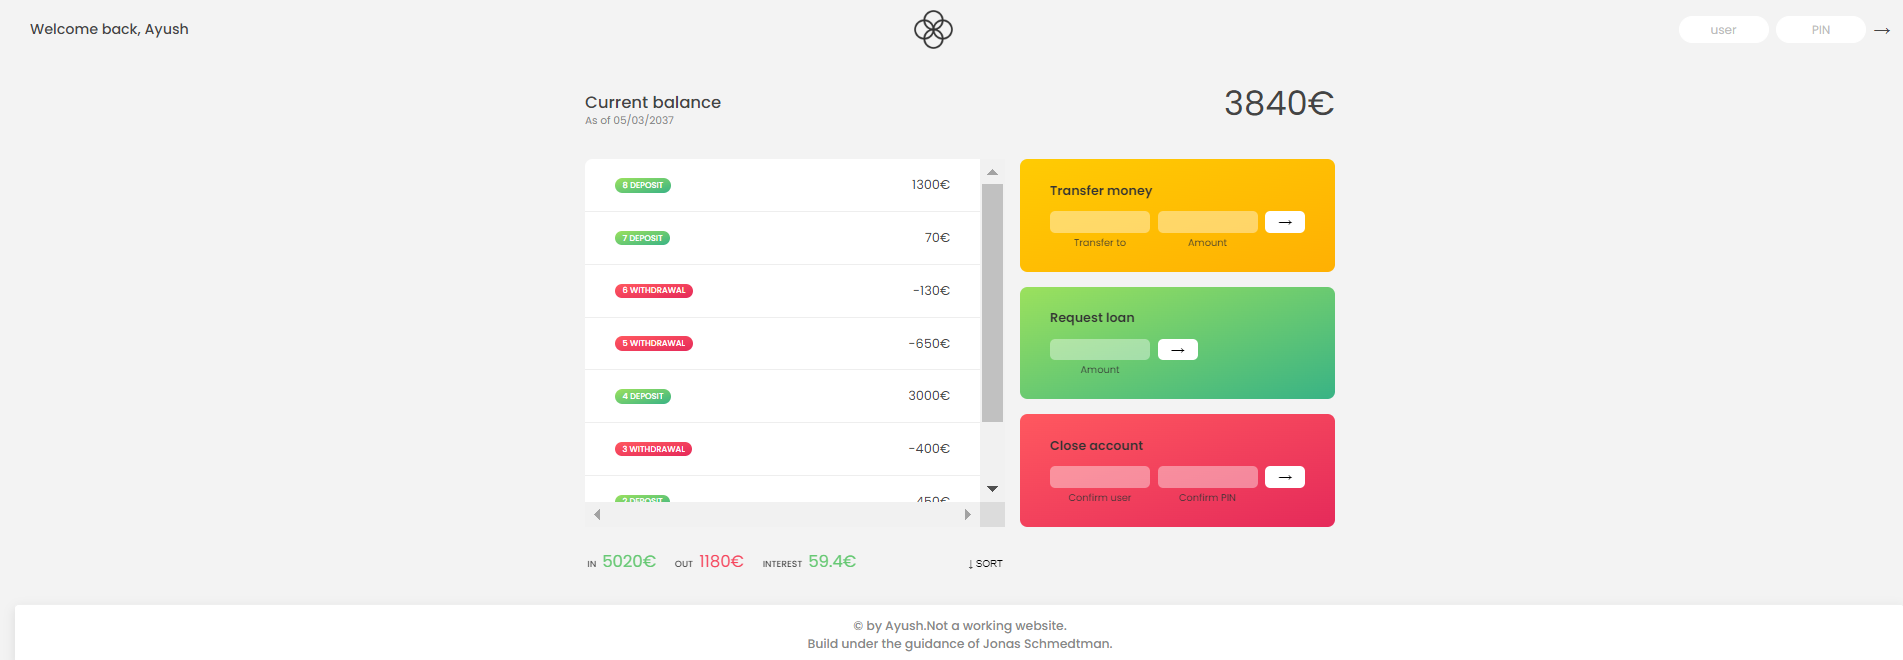 Welcome back, Ayush
user
PIN
→
Current balance
As of 05/03/2037
3840€
8 DEPOSIT 1300€
7 DEPOSIT 70€
6 WITHDRAWAL -130€
5 WITHDRAWAL -650€
4 DEPOSIT 3000€
3 WITHDRAWAL -400€
2 DEPOSIT 450€
Transfer money
→
Transfer to Amount
Request loan
→
Amount
Close account
→
Confirm user Confirm PIN
IN 5020€ OUT 1180€ INTEREST 59.4€
↓ SORT
© by Ayush.Not a working website.
Build under the guidance of Jonas Schmedtman.